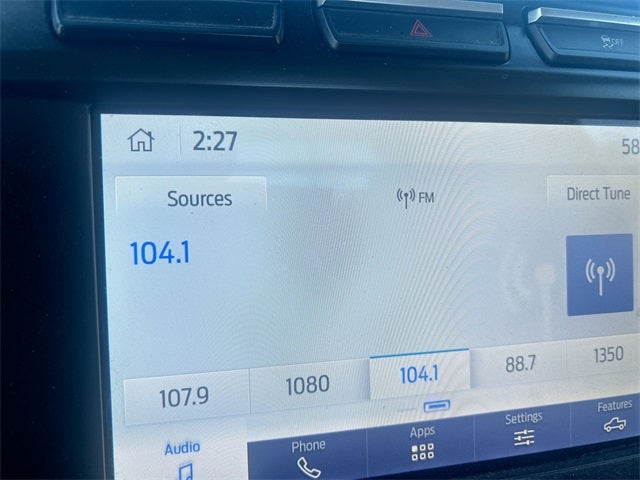 OFF
2:27
58
Sources
FM
Direct Tune
104.1
107.9
1080
104.1
88.7
1350
Audio
Phone
Apps
Settings
Features